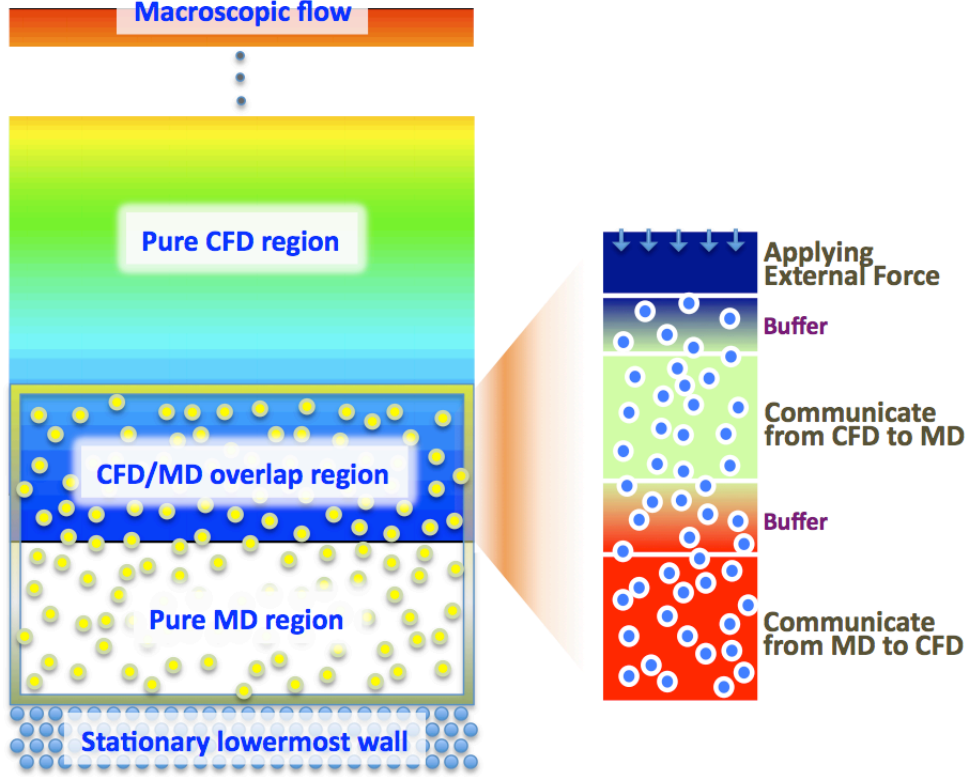 Macroscopic flow
Pure CFD region
CFD/MD overlap region
Pure MD region
Stationary lowermost wall
Applying
External Force
Buffer
Communicate
from CFD to MD
Buffer
Communicate
from MD to CFD